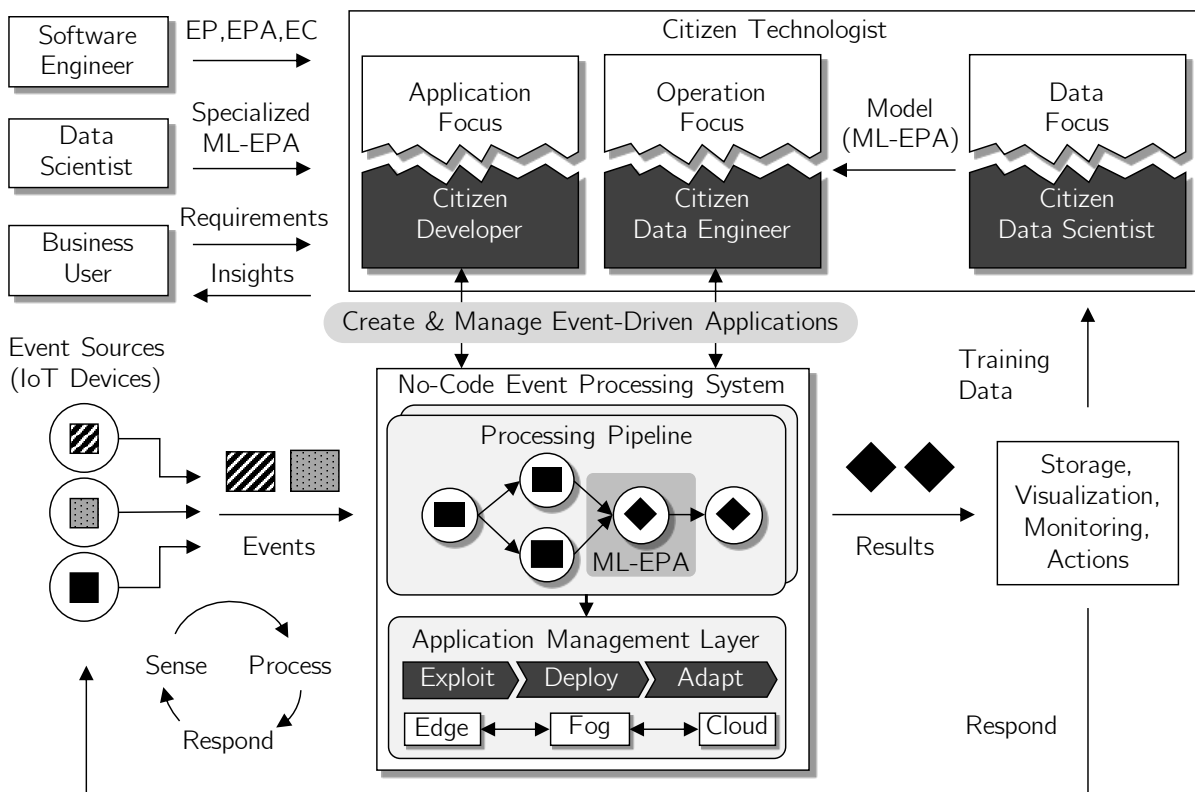 Software
Engineer
EP,EPA,EC
Data
Scientist
Specialized
ML-EPA
Business
User
Requirements
Insights
Citizen Technologist
Application
Focus
Citizen
Developer
Operation
Focus
Citizen
Data Engineer
Model
(ML-EPA)
Data
Focus
Citizen
Data Scientist
Create & Manage Event-Driven Applications
Event Sources
(IoT Devices)
Events
Sense
Process
Respond
No-Code Event Processing System
Processing Pipeline
ML-EPA
Application Management Layer
Exploit
Deploy
Adapt
Edge
Fog
Cloud
Results
Training
Data
Storage,
Visualization,
Monitoring,
Actions
Respond